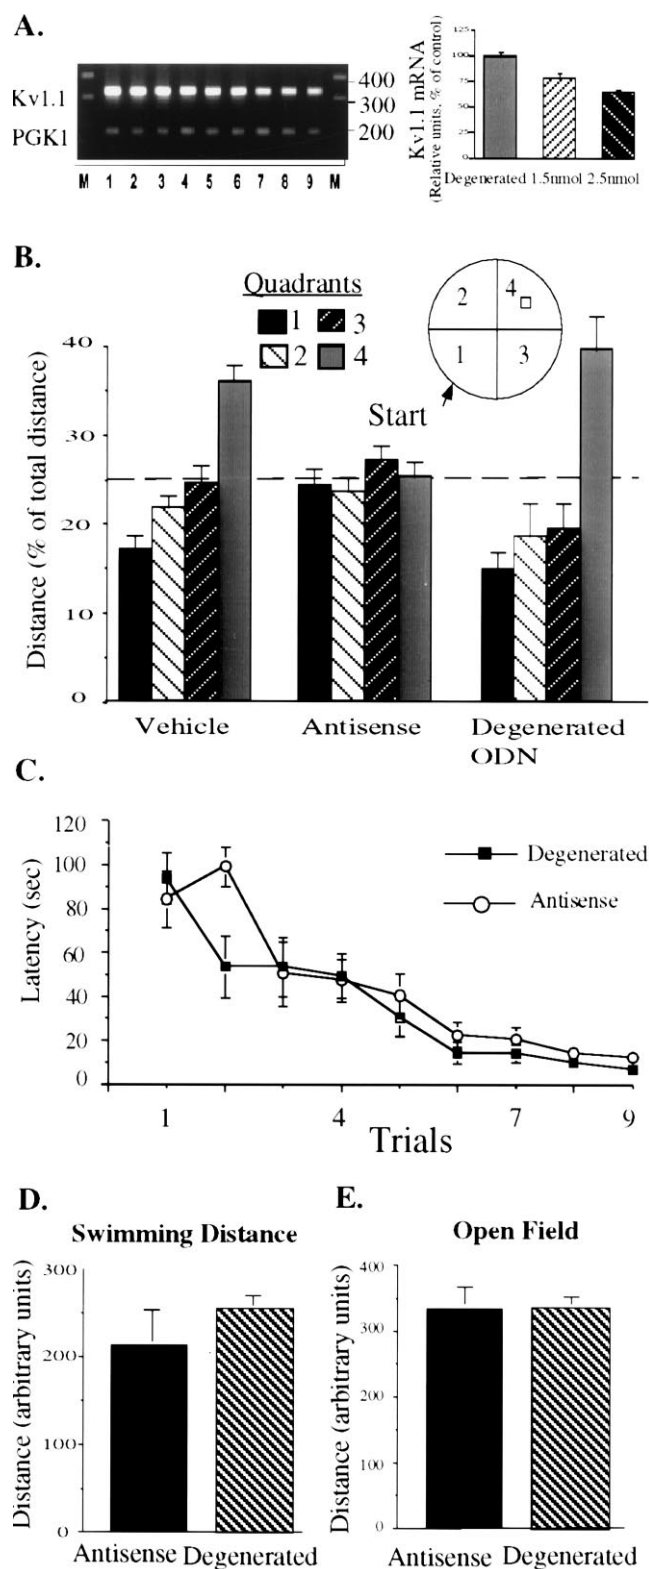 A.
Kv1.1
PGK1
400
300
200
M 1 2 3 4 5 6 7 8 9 M
Kv1.1 mRNA
(Relative units, % of control)
125
100
75
50
25
0
Degenerated 1.5nmol 2.5nmol
B.
Quadrants
1 3
2 4
2 4
1 3
Start
Distance (% of total distance)
40
30
20
10
0
Vehicle Antisense Degenerated
ODN
C.
Latency (sec)
120
100
80
60
40
20
0
Degenerated
Antisense
1 4 7 9
Trials
D.
Swimming Distance
Distance (arbitrary units)
300
200
100
0
Antisense Degenerated
E.
Open Field
Distance (arbitrary units)
400
300
200
100
0
Antisense Degenerated